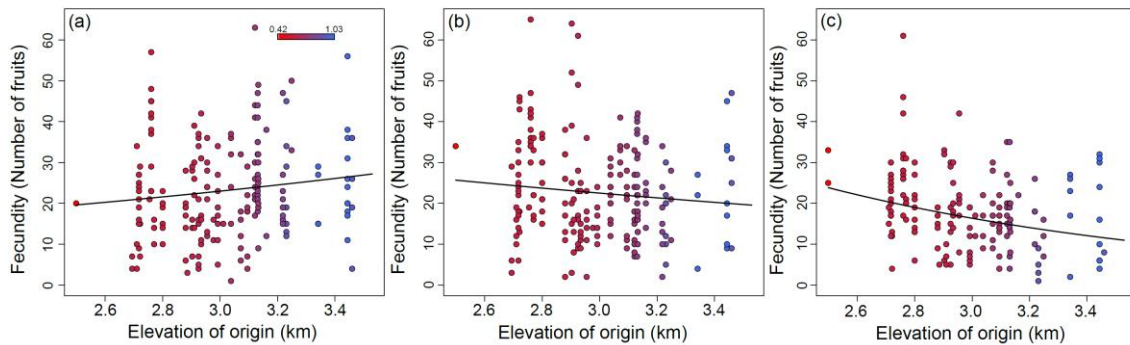 (a)
0.42 1.03
Fecundity (Number of fruits)
60
50
40
30
20
10
0
2.6 2.8 3.0 3.2 3.4
Elevation of origin (km)
(b)
Fecundity (Number of fruits)
60
50
40
30
20
10
0
2.6 2.8 3.0 3.2 3.4
Elevation of origin (km)
(c)
Fecundity (Number of fruits)
60
50
40
30
20
10
0
2.6 2.8 3.0 3.2 3.4
Elevation of origin (km)